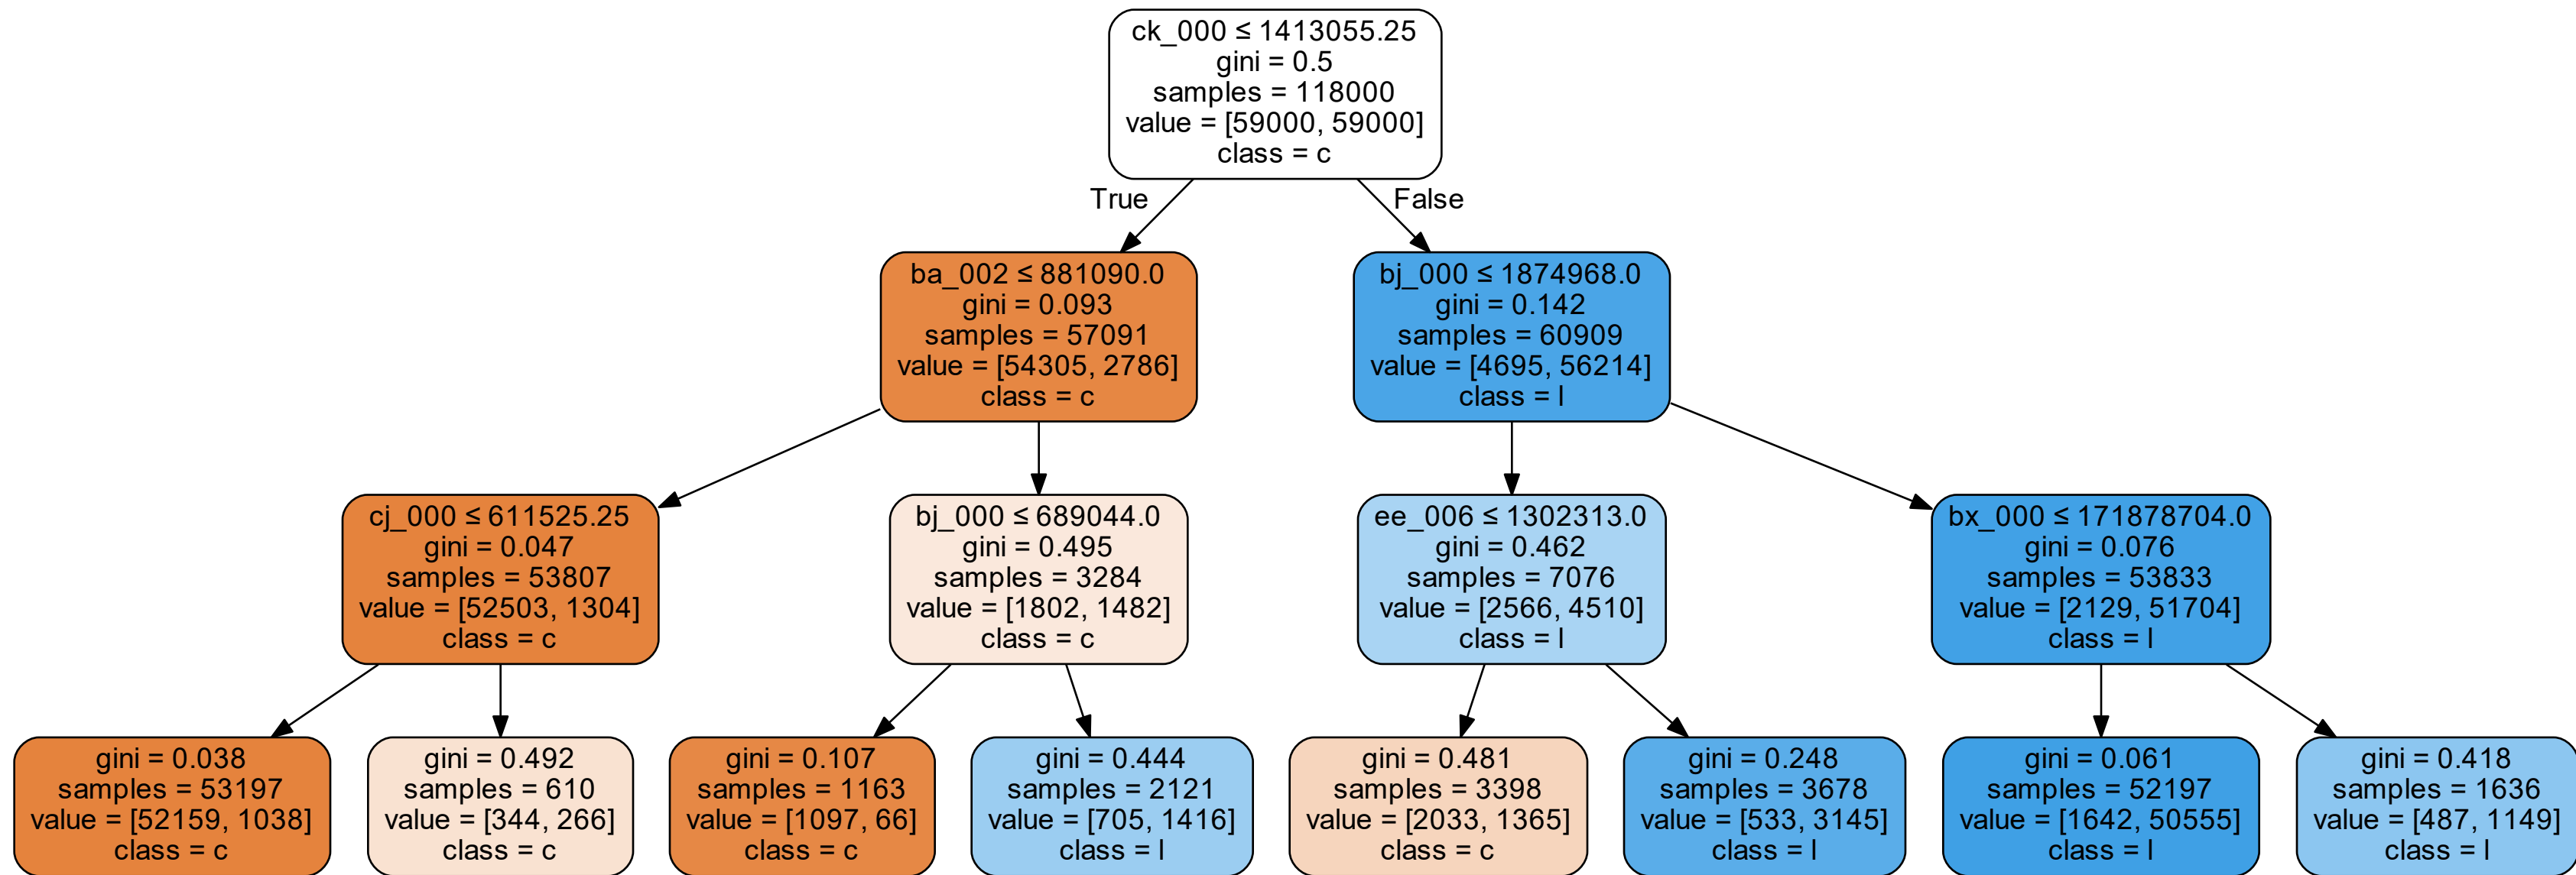 ck_000 ≤ 1413055.25
gini = 0.5
samples = 118000
value = [59000, 59000]
class = c
True
False
ba_002 ≤ 881090.0
gini = 0.093
samples = 57091
value = [54305, 2786]
class = c
bj_000 ≤ 1874968.0
gini = 0.142
samples = 60909
value = [4695, 56214]
class = l
cj_000 ≤ 611525.25
gini = 0.047
samples = 53807
value = [52503, 1304]
class = c
bj_000 ≤ 689044.0
gini = 0.495
samples = 3284
value = [1802, 1482]
class = c
ee_006 ≤ 1302313.0
gini = 0.462
samples = 7076
value = [2566, 4510]
class = l
bx_000 ≤ 171878704.0
gini = 0.076
samples = 53833
value = [2129, 51704]
class = l
gini = 0.038
samples = 53197
value = [52159, 1038]
class = c
gini = 0.492
samples = 610
value = [344, 266]
class = c
gini = 0.107
samples = 1163
value = [1097, 66]
class = c
gini = 0.444
samples = 2121
value = [705, 1416]
class = l
gini = 0.481
samples = 3398
value = [2033, 1365]
class = c
gini = 0.248
samples = 3678
value = [533, 3145]
class = l
gini = 0.061
samples = 52197
value = [1642, 50555]
class = l
gini = 0.418
samples = 1636
value = [487, 1149]
class = l